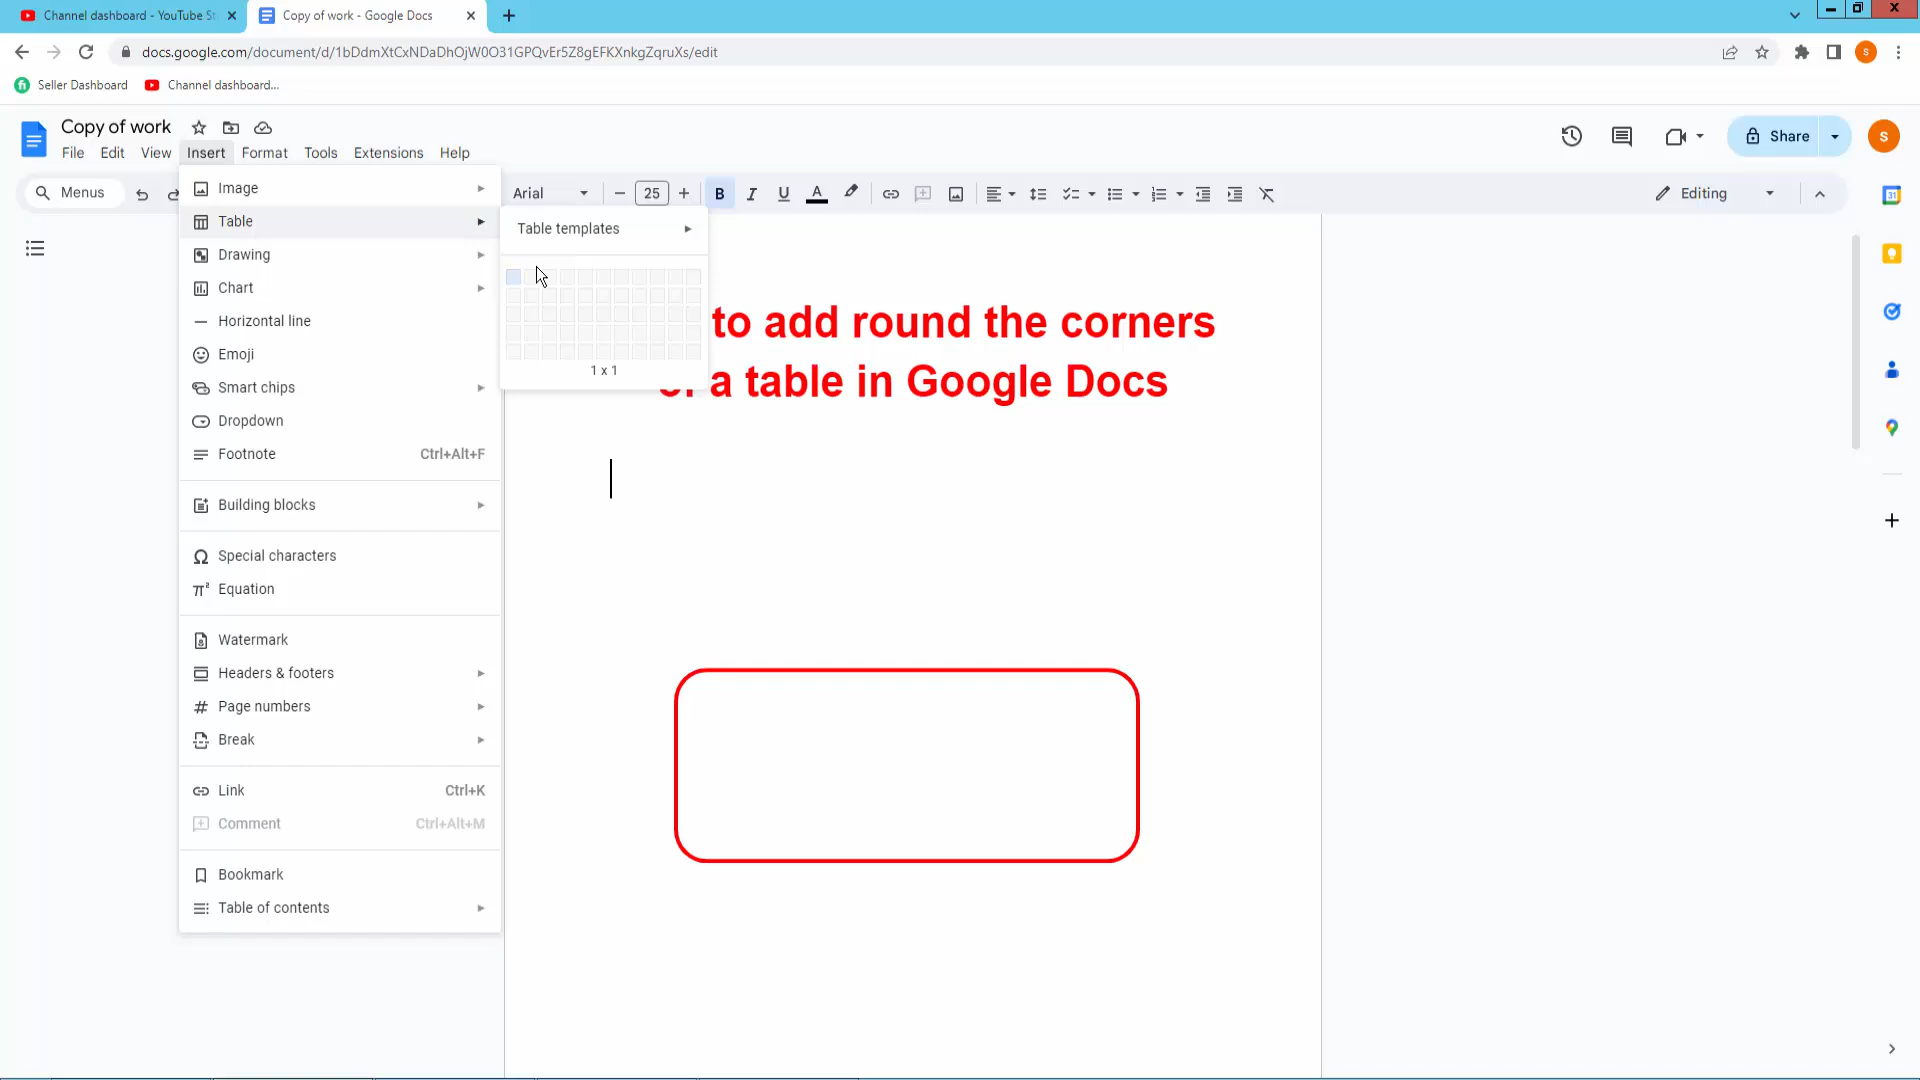 Channel dashboard - YouTube St
Copy of work - Google Docs
docs.google.com/document/d/1bDdmXtCxNDaDhOjW0O31GPQvEr5Z8gEFKXnkgZqruXs/edit
S
Seller Dashboard
Channel dashboard...
Copy of work
File Edit View Insert Format Tools Extensions Help
Share
S
Menus
Arial
25
B
I
U
A
Editing
31
Image
Table
Drawing
Chart
Horizontal line
Emoji
Smart chips
Dropdown
Footnote Ctrl+Alt+F
Building blocks
Special characters
Equation
Watermark
Headers & footers
Page numbers
Break
Link Ctrl+K
Comment Ctrl+Alt+M
Bookmark
Table of contents
Table templates
1 x 1
to add round the corners
a table in Google Docs